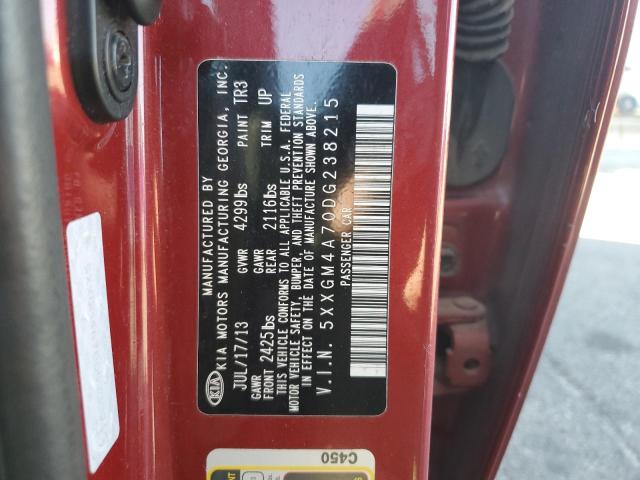 KIA
MANUFACTURED BY
KIA MOTORS MANUFACTURING GEORGIA, INC.
JUL/17/13 GVWR 4299lbs PAINT TR3
GAWR GAWR
FRONT 2425lbs REAR 2116lbs TRIM UP
THIS VEHICLE CONFORMS TO ALL APPLICABLE U.S.A. FEDERAL
MOTOR VEHICLE SAFETY, BUMPER, AND THEFT PREVENTION STANDARDS
IN EFFECT ON THE DATE OF MANUFACTURE SHOWN ABOVE.
V.I.N. 5XXGM4A70DG238215
PASSENGER CAR
C450